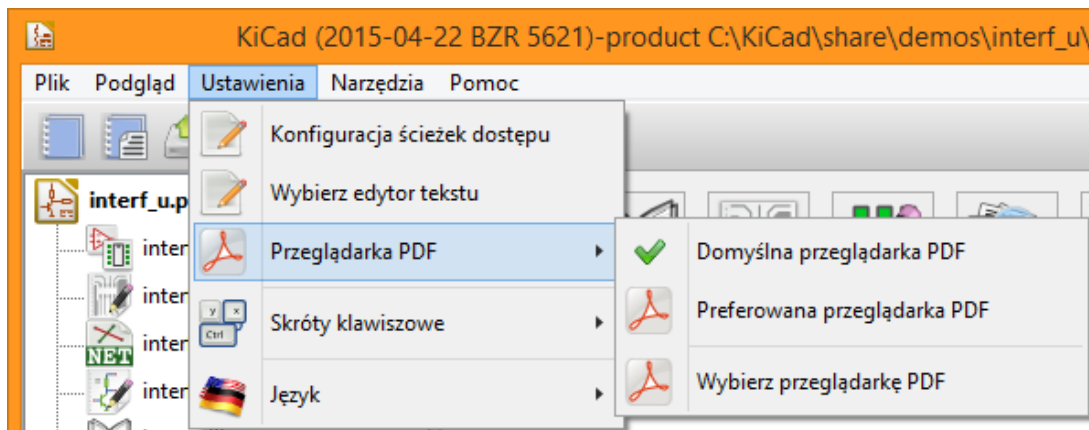 KiCad (2015-04-22 BZR 5621)-product C:\KiCad\share\demos\interf_u\
Plik Podgląd Ustawienia Narzędzia Pomoc
Konfiguracja ścieżek dostępu
interf_u.p
Wybierz edytor tekstu
inter
Przeglądarka PDF
Domyślna przeglądarka PDF
inter
Preferowana przeglądarka PDF
y x
Ctrl
Skróty klawiszowe
NET
inter
Wybierz przeglądarkę PDF
inter
Język